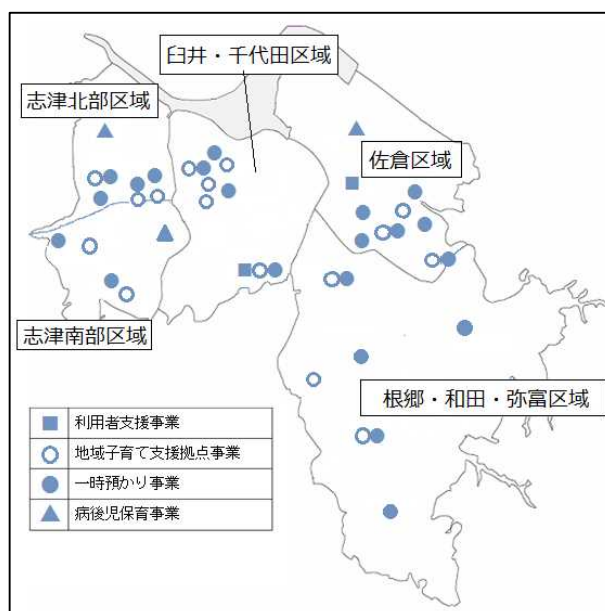 臼井・千代田区域
志津北部区域
佐倉区域
志津南部区域
根郷・和田・弥富区域
利用者支援事業
地域子育て支援拠点事業
一時預かり事業
病後児保育事業